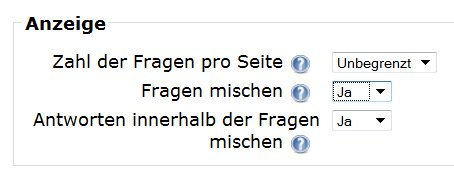 Anzeige
Zahl der Fragen pro Seite ? Unbegrenzt
Fragen mischen ? Ja
Antworten innerhalb der Fragen Ja
mischen ?